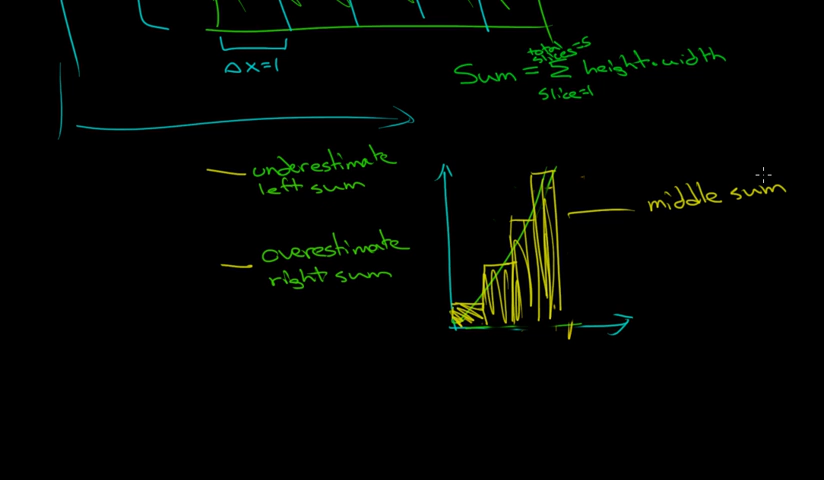 Δx=1
total
slices=5
Sum = Σ height·width
slice=1
underestimate
left sum
middle sum
overestimate
right sum